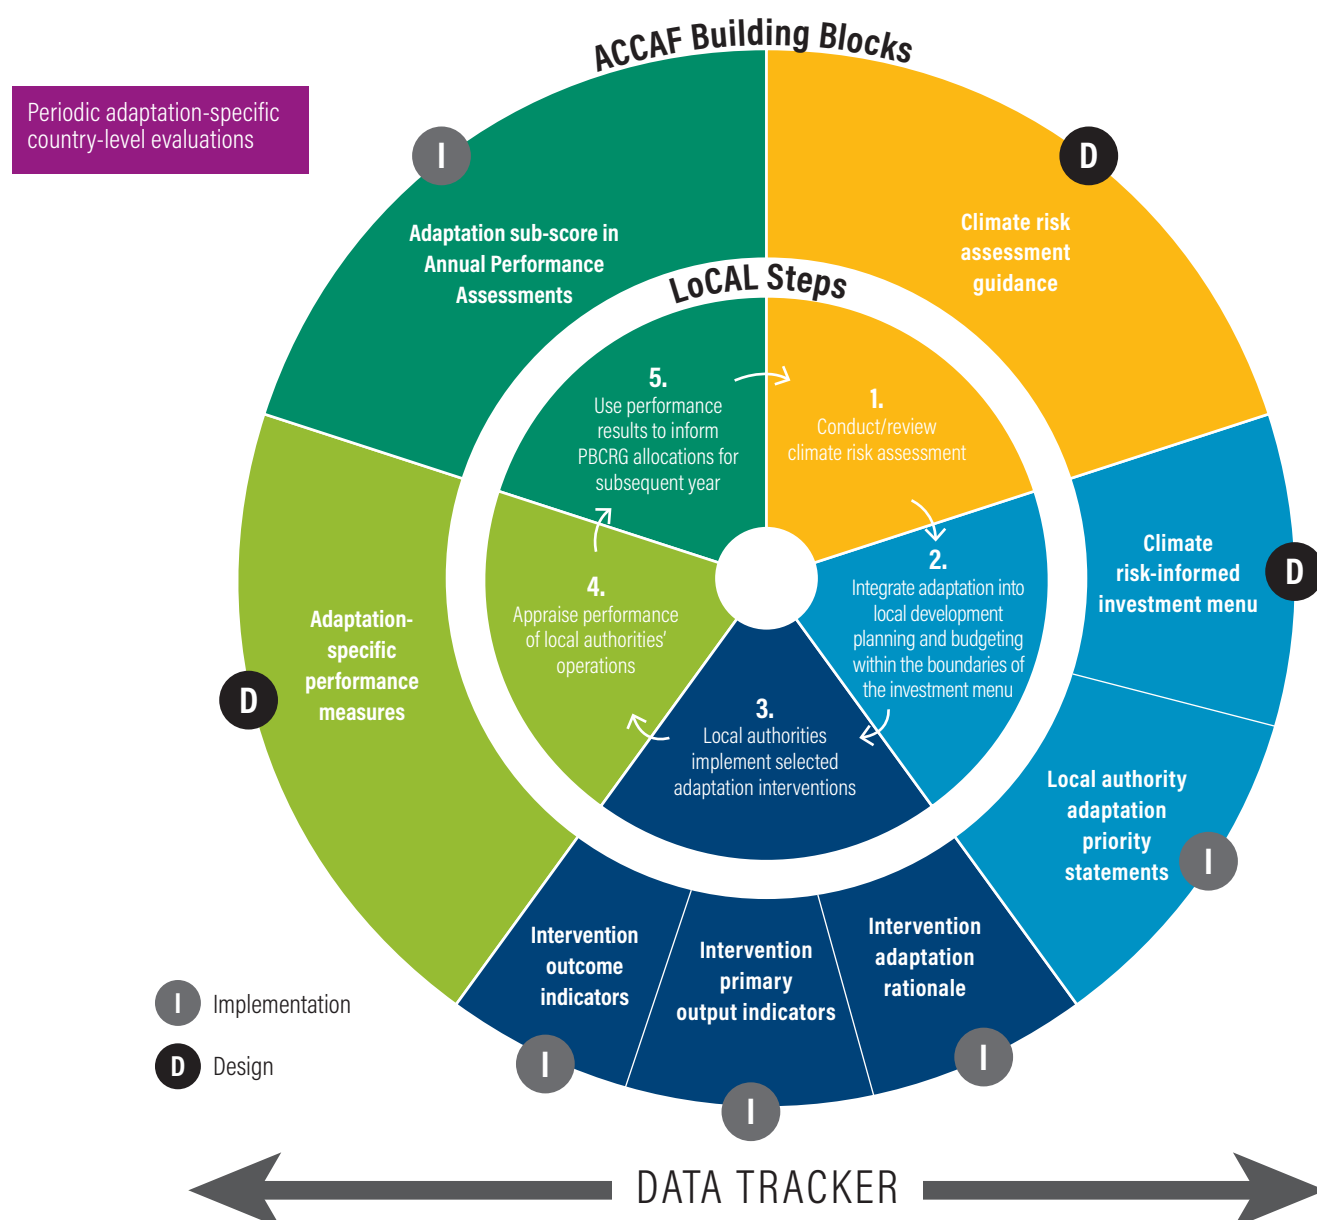 ACCAF Building Blocks
Periodic adaptation-specific
country-level evaluations
I
D
Adaptation sub-score in
Annual Performance
Assessments
Climate risk
assessment
guidance
LoCAL Steps
5.
Use performance
results to inform
PBCRG allocations for
subsequent year
1.
Conduct/review
climate risk assessment
Climate
risk-informed
investment menu
D
2.
Integrate adaptation into
local development
planning and budgeting
within the boundaries of
the investment menu
4.
Appraise performance
of local authorities'
operations
Adaptation-
specific
performance
measures
D
3.
Local authorities
implement selected
adaptation interventions
Local authority
adaptation
priority
statements
I
Intervention
outcome
indicators
I
Intervention
primary
output indicators
I
Intervention
adaptation
rationale
I
I Implementation
D Design
DATA TRACKER